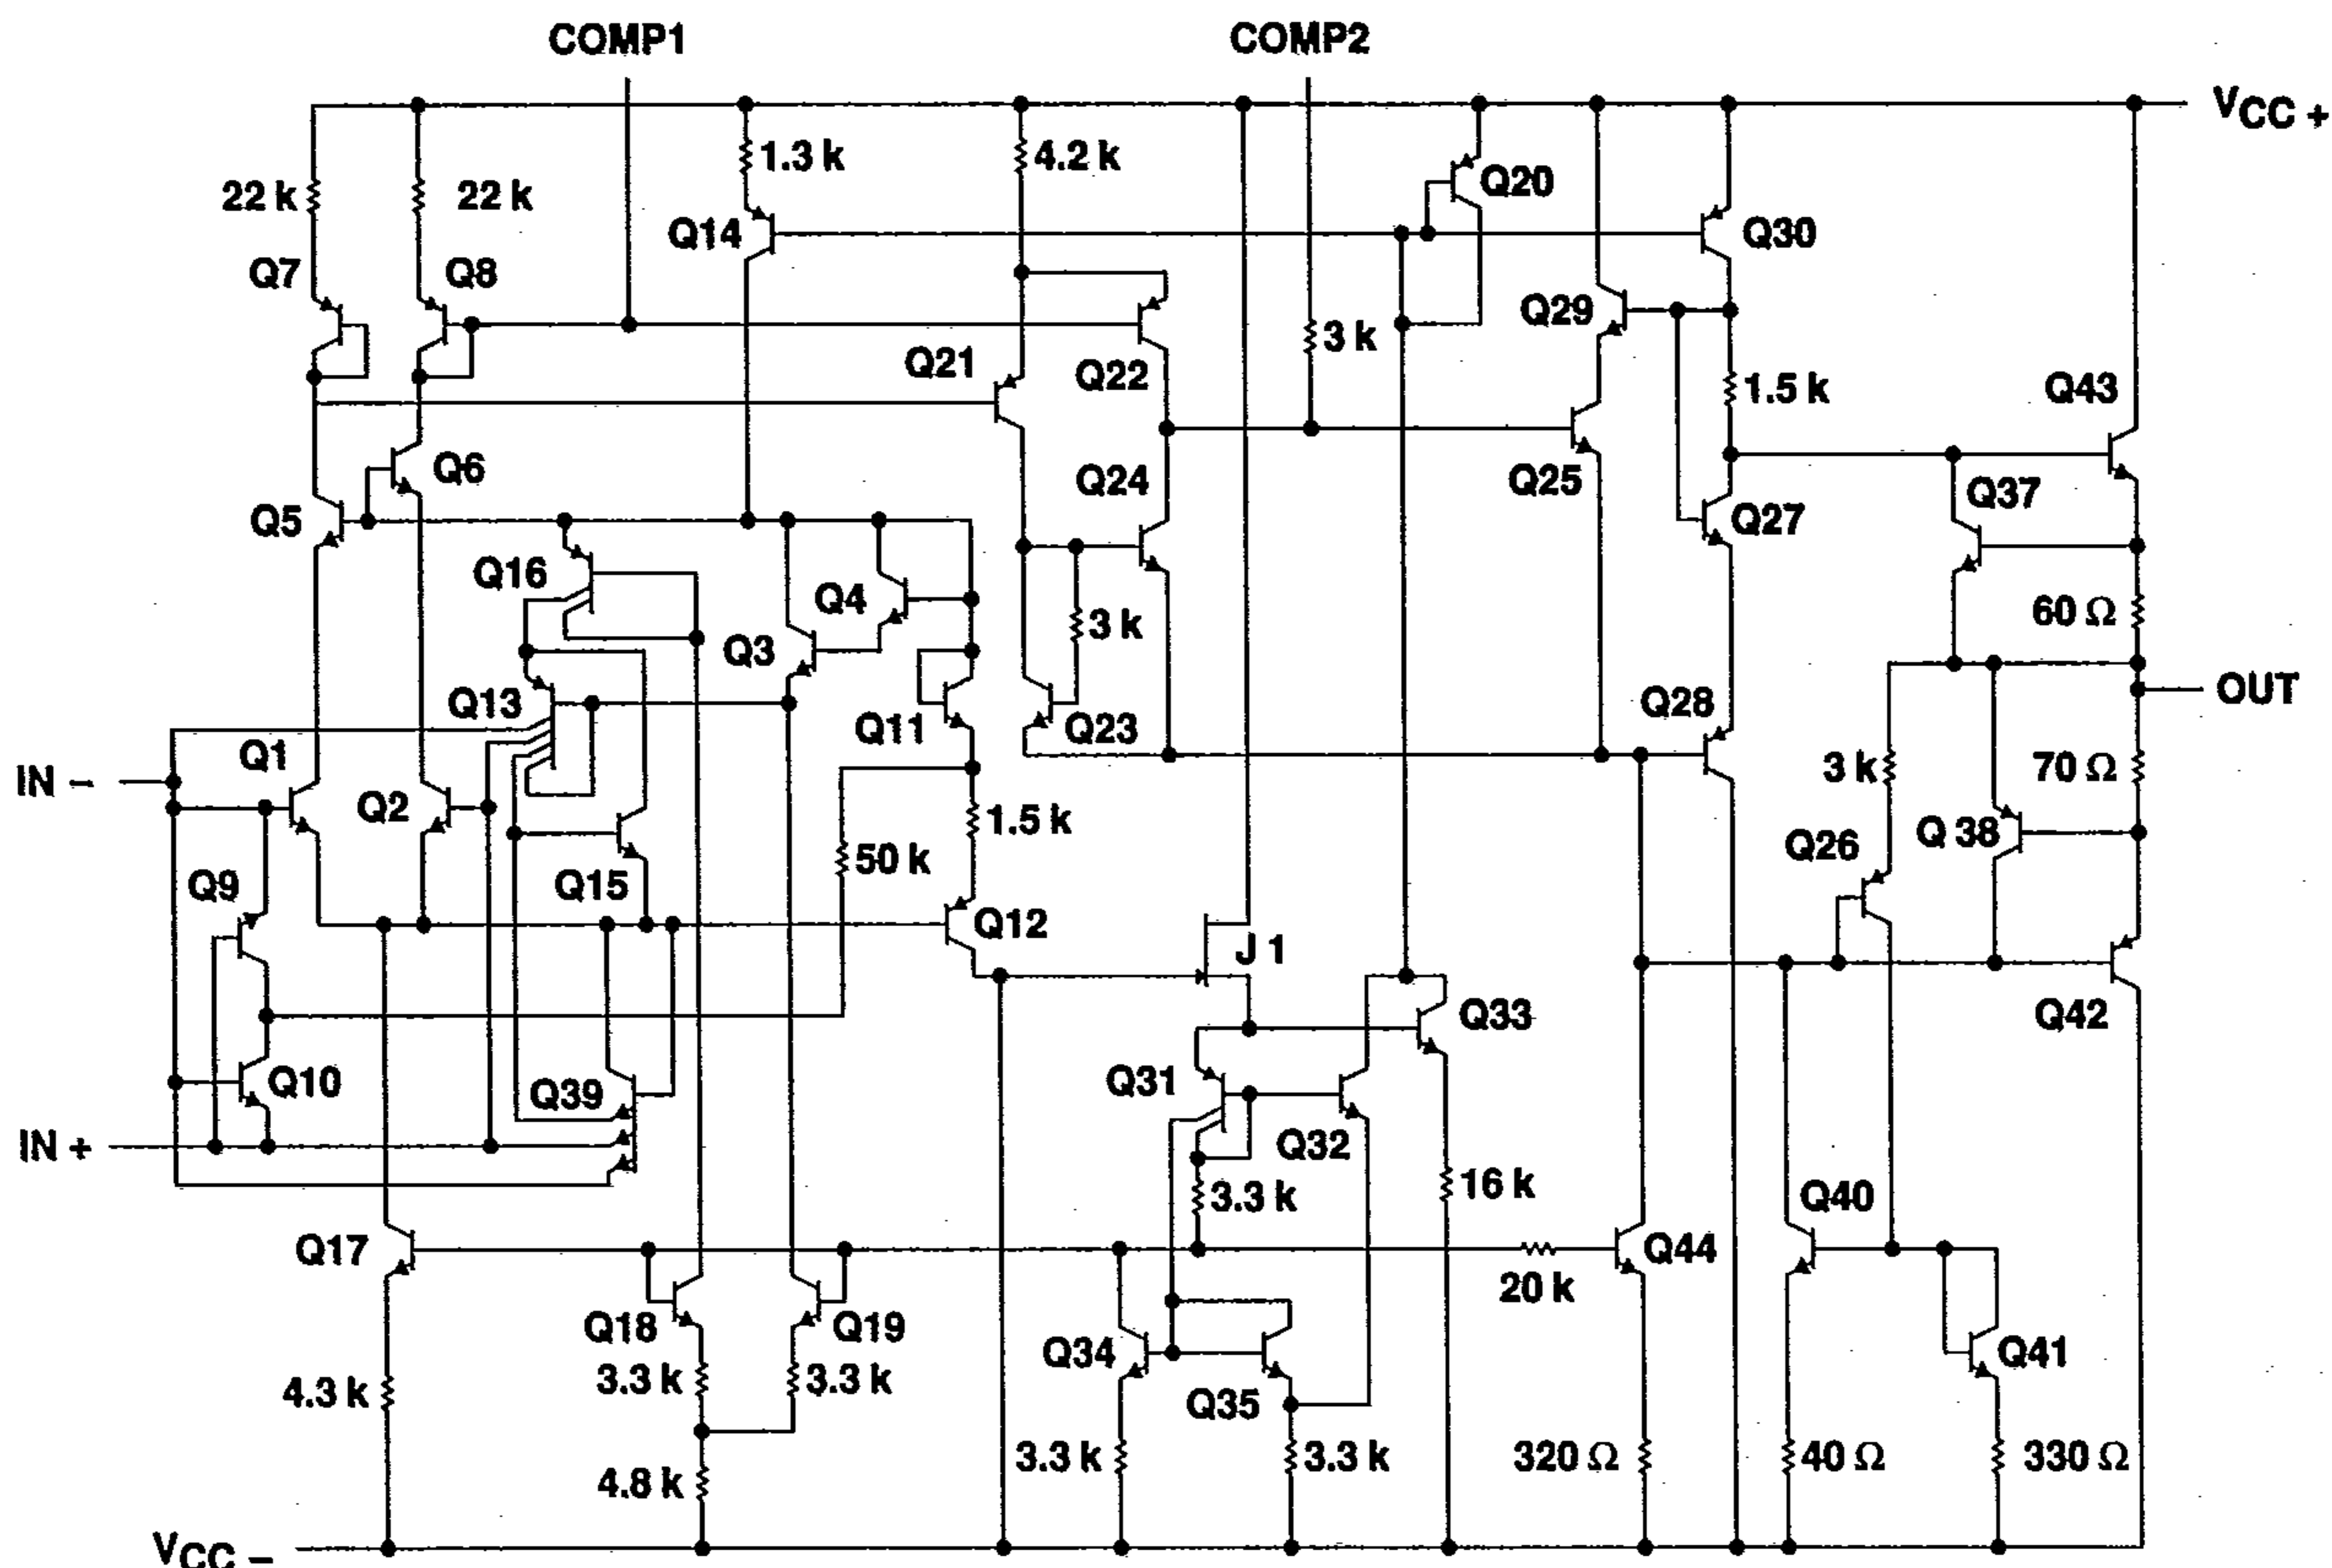 COMP1 COMP2
VCC +
1.3 k 4.2 k
Q20
22 k 22 k
Q14 Q30
Q7 Q8
Q29
3 k
Q21 Q22
1.5 k Q43
Q6
Q24 Q25
Q37
Q5 Q27
Q16
Q4
60 Ω
3 k
Q3
OUT
Q13 Q28
Q11 Q23
Q1
IN – 3 k 70 Ω
Q2 1.5 k
Q 38
Q26
50 k
Q9 Q15
Q12
J 1
Q33 Q42
Q10 Q31
Q39
IN + Q32
3.3 k 16 k
Q40
Q17 Q44
20 k
Q18 Q19
Q34 Q41
3.3 k 3.3 k
4.3 k
Q35
3.3 k 3.3 k 320 Ω 40 Ω 330 Ω
4.8 k
VCC –